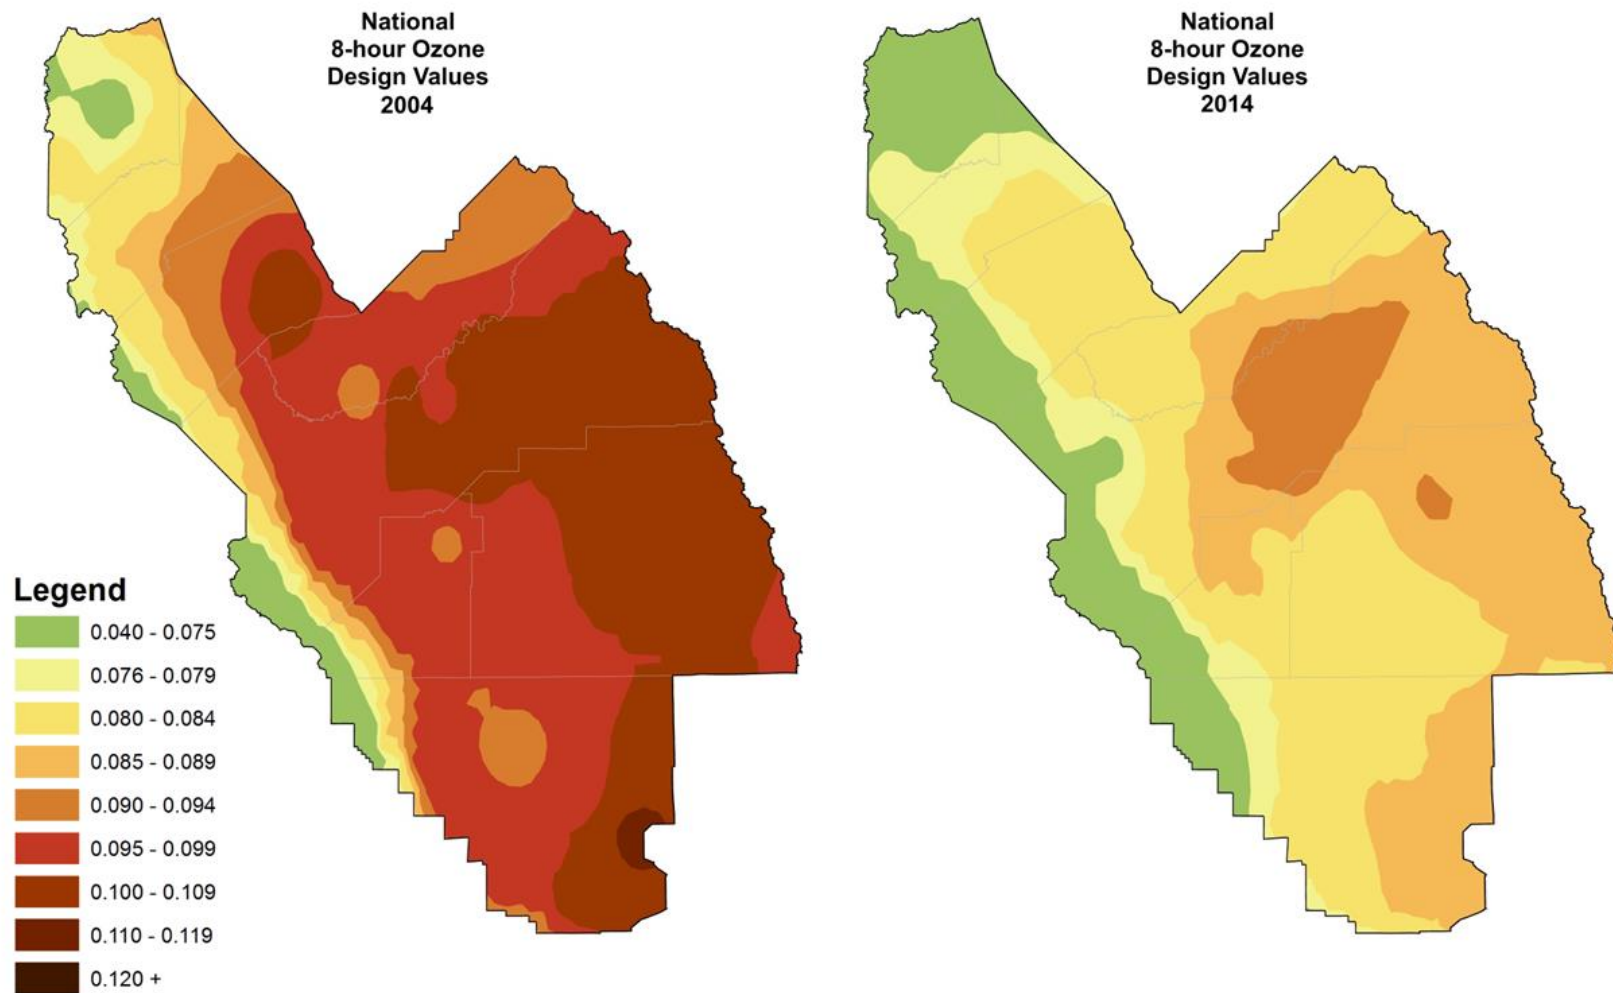 National
8-hour Ozone
Design Values
2004
National
8-hour Ozone
Design Values
2014
Legend
0.040 - 0.075
0.076 - 0.079
0.080 - 0.084
0.085 - 0.089
0.090 - 0.094
0.095 - 0.099
0.100 - 0.109
0.110 - 0.119
0.120 +